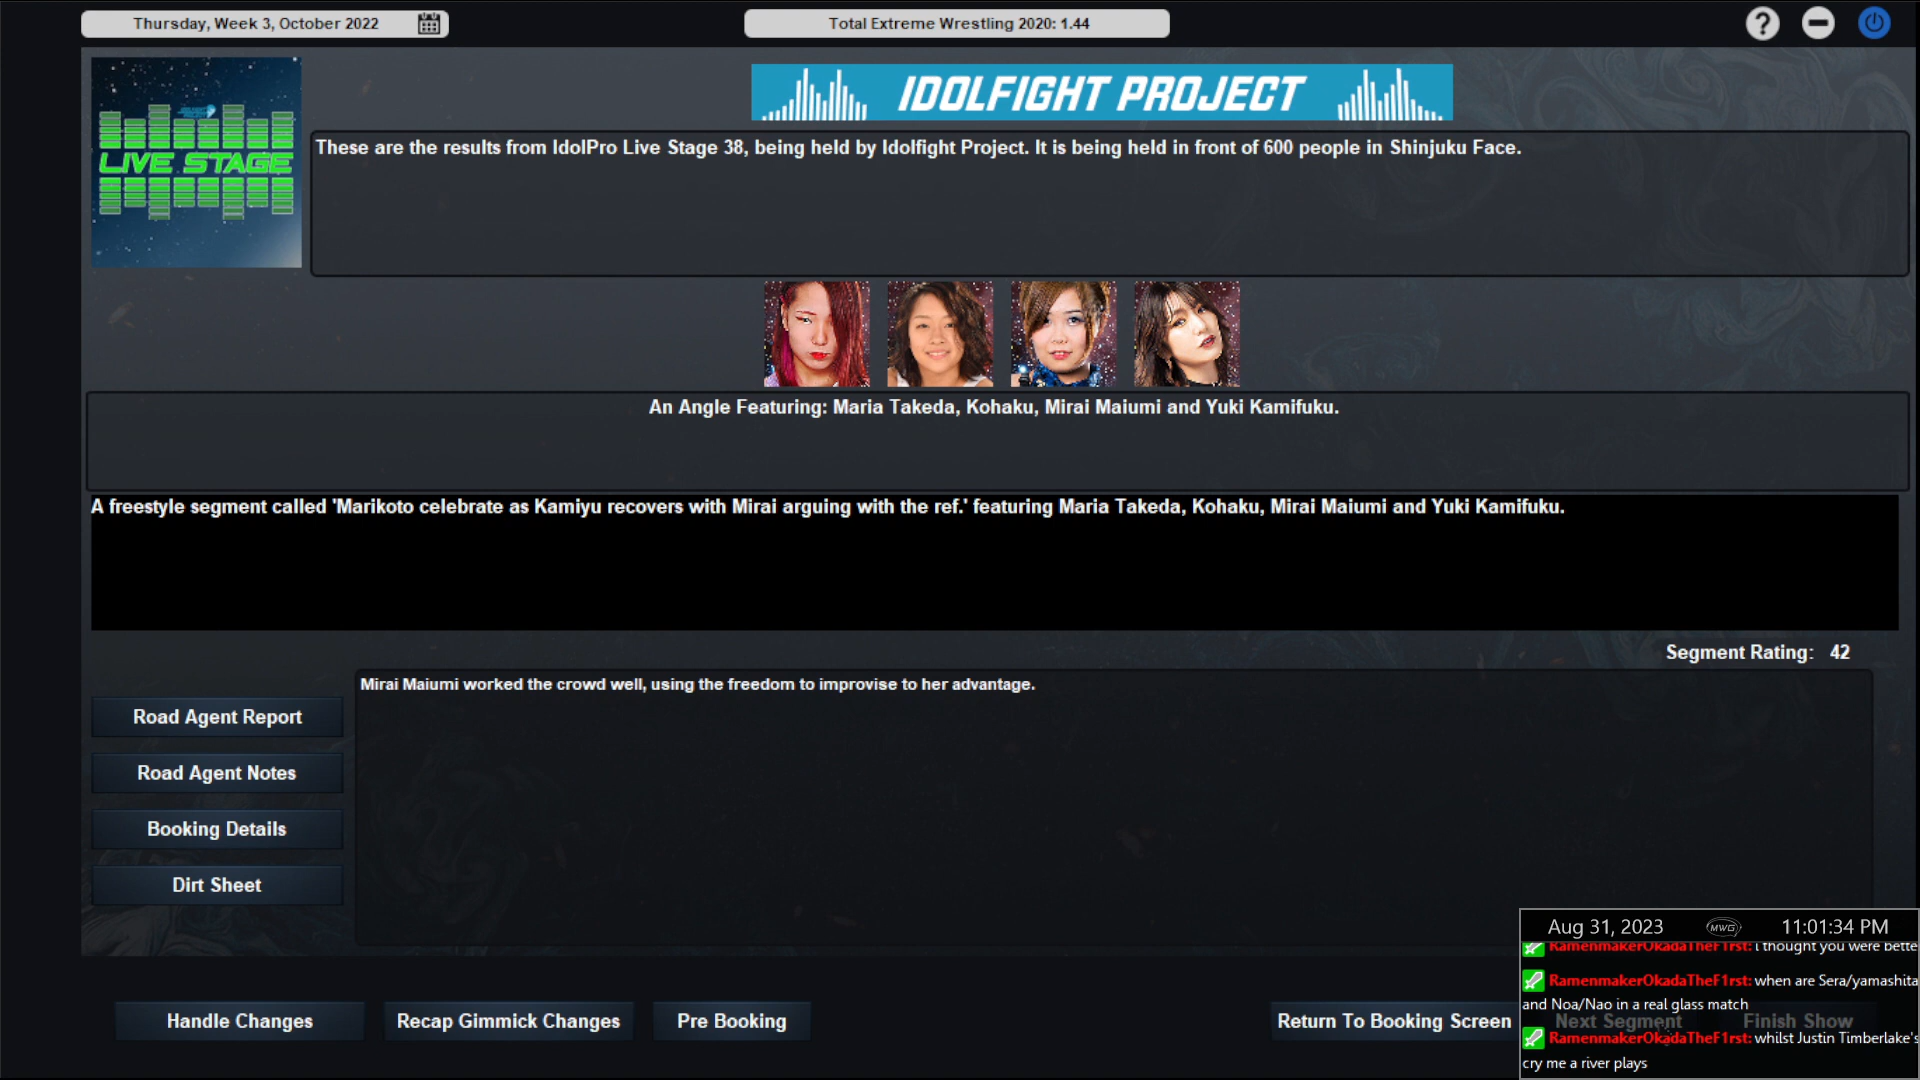 Thursday, Week 3, October 2022
Total Extreme Wrestling 2020: 1.44
?
LIVE STAGE
IDOLFIGHT PROJECT
These are the results from IdolPro Live Stage 38, being held by Idolfight Project. It is being held in front of 600 people in Shinjuku Face.
An Angle Featuring: Maria Takeda, Kohaku, Mirai Maiumi and Yuki Kamifuku.
A freestyle segment called 'Marikoto celebrate as Kamiyu recovers with Mirai arguing with the ref.' featuring Maria Takeda, Kohaku, Mirai Maiumi and Yuki Kamifuku.
Segment Rating: 42
Mirai Maiumi worked the crowd well, using the freedom to improvise to her advantage.
Road Agent Report
Road Agent Notes
Booking Details
Dirt Sheet
Aug 31, 2023 MWG 11:01:34 PM
RamenmakerOkadaTheF1rst: i thought you were bette
RamenmakerOkadaTheF1rst: when are Sera/yamashita
and Noa/Nao in a real glass match
RamenmakerOkadaTheF1rst: whilst Justin Timberlake's
cry me a river plays
Handle Changes
Recap Gimmick Changes
Pre Booking
Return To Booking Screen
Next Segment
Finish Show